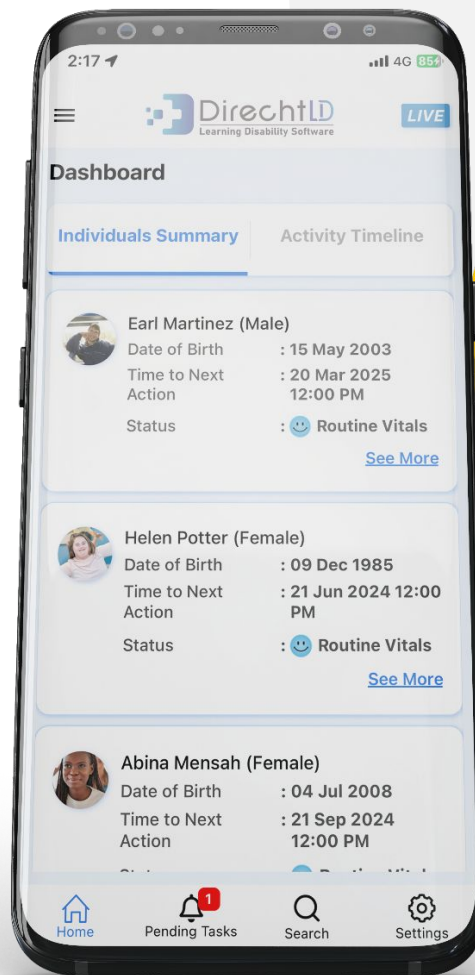 2:17
4G 85
DirechtLD
Learning Disability Software
LIVE
Dashboard
Individuals Summary
Activity Timeline
Earl Martinez (Male)
Date of Birth : 15 May 2003
Time to Next : 20 Mar 2025
Action 12:00 PM
Status : Routine Vitals
See More
Helen Potter (Female)
Date of Birth : 09 Dec 1985
Time to Next : 21 Jun 2024 12:00
Action PM
Status : Routine Vitals
See More
Abina Mensah (Female)
Date of Birth : 04 Jul 2008
Time to Next : 21 Sep 2024
Action 12:00 PM
1
Home
Pending Tasks
Search
Settings